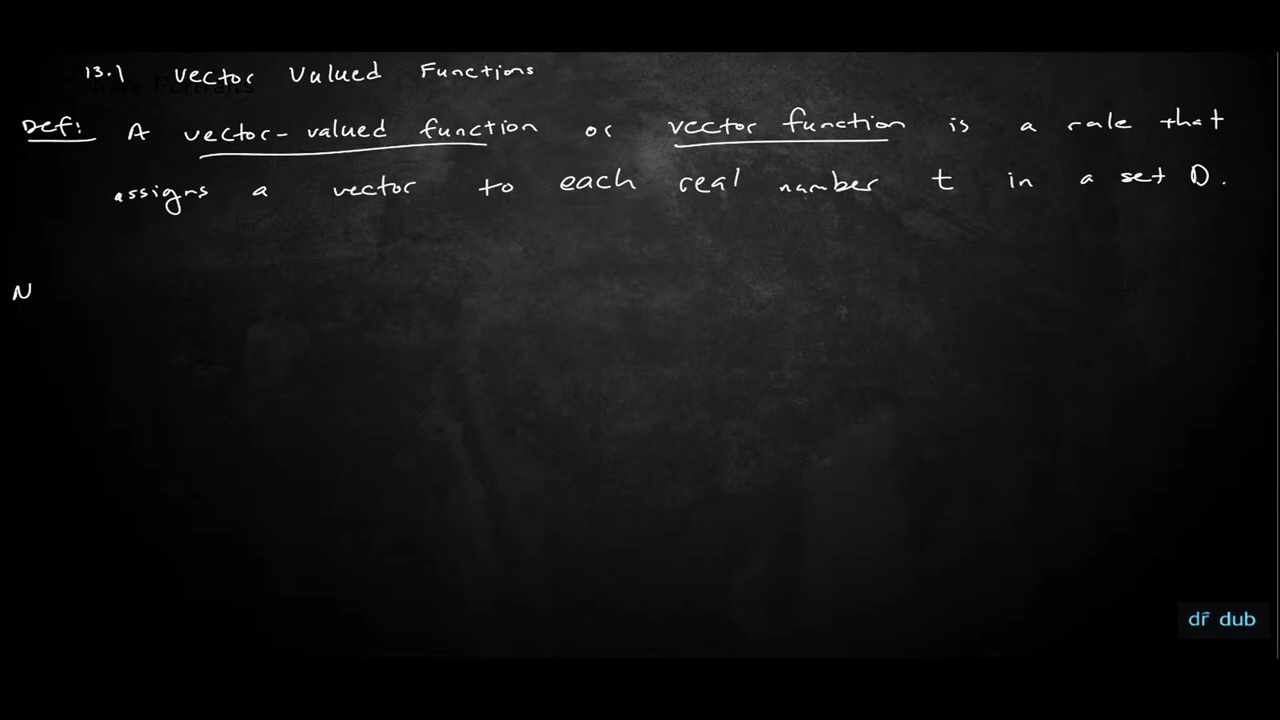 13.1 Vector Valued Functions
Def: A vector-valued function or vector function is a rule that
assigns a vector to each real number t in a set D.
N
dr dub